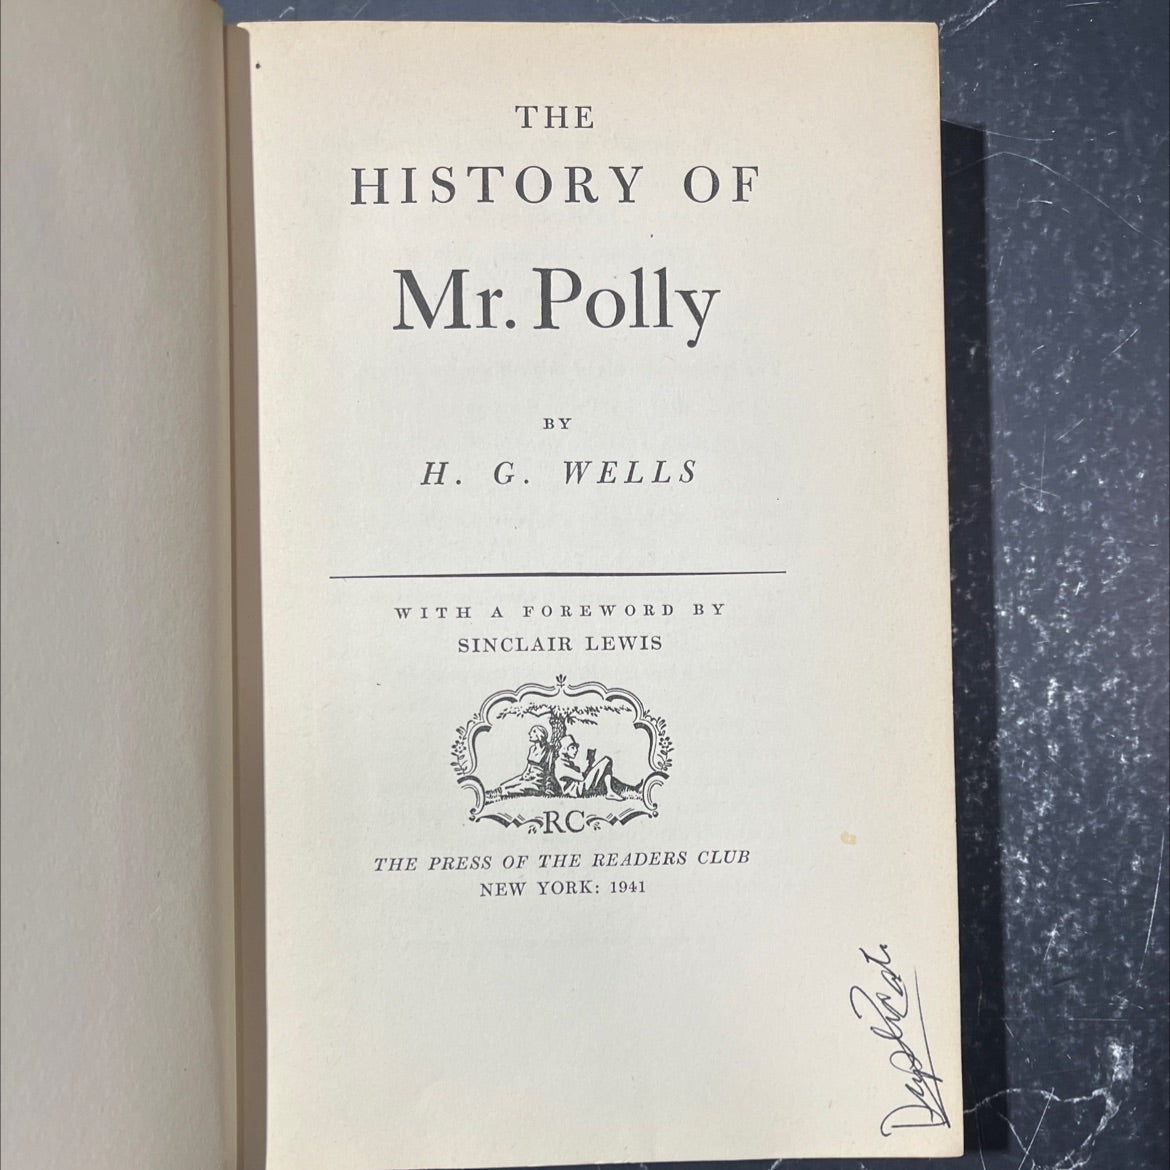 THE
HISTORY OF
Mr. Polly
BY
H. G. WELLS
WITH A FOREWORD BY
SINCLAIR LEWIS
RC
THE PRESS OF THE READERS CLUB
NEW YORK: 1941